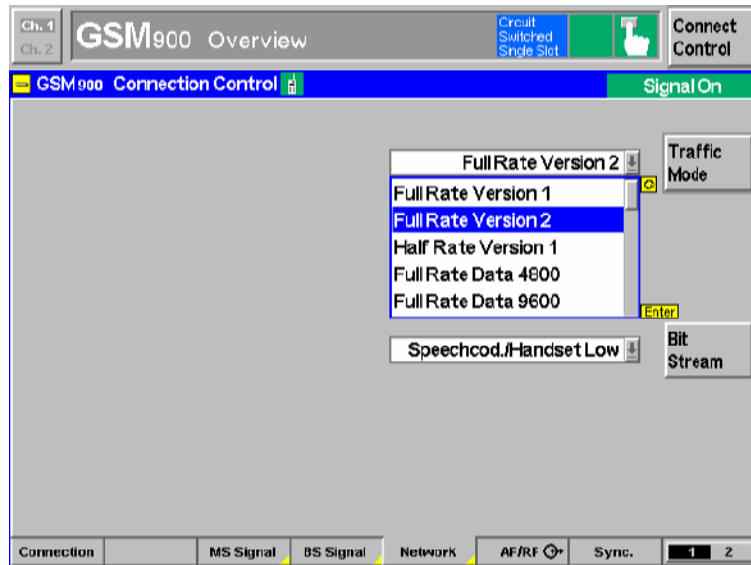 Ch. 1
Ch. 2
GSM900 Overview
Circuit
Switched
Single Slot
Connect
Control
GSM900 Connection Control
Signal On
Full Rate Version 2
Traffic
Mode
Full Rate Version 1
Full Rate Version 2
Half Rate Version 1
Full Rate Data 4800
Full Rate Data 9600
Enter
Speechcod./Handset Low
Bit
Stream
Connection
MS Signal
BS Signal
Network
AF/RF
Sync.
1 2